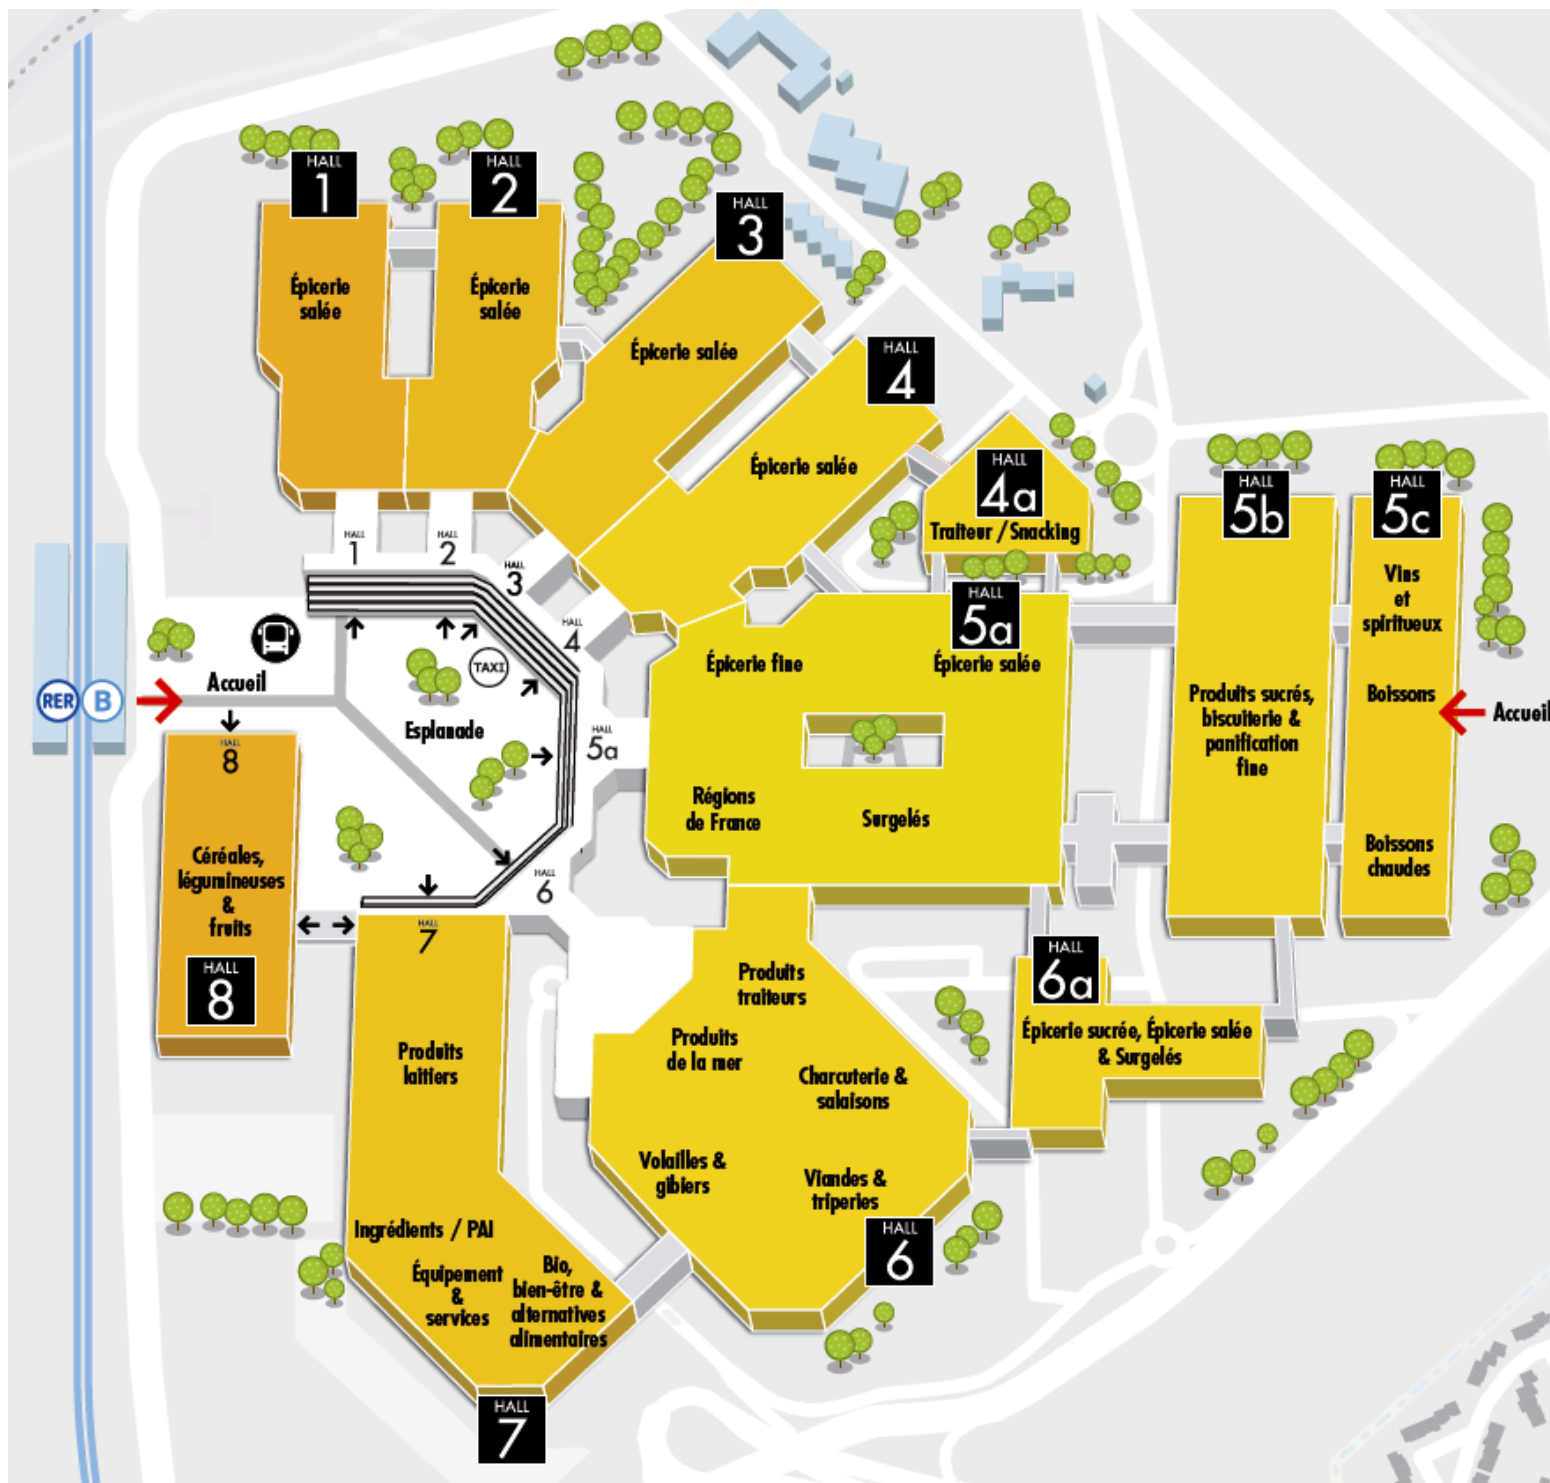 HALL
1
HALL
2
HALL
3
HALL
4
HALL
4a
HALL
5b
HALL
5c
Épicerie
salée
Épicerie
salée
Épicerie salée
Épicerie salée
Traiteur / Snacking
HALL
1
HALL
2
HALL
3
HALL
4
TAXI
Accueil
RER
B
Esplanade
HALL
5a
HALL
5a
Épicerie fine
Épicerie salée
Régions
de France
Surgelés
Produits sucrés,
biscuiterie &
panification
fine
Vins
et
spiritueux
Boissons
Accueil
Boissons
chaudes
HALL
8
Céréales,
légumineuses
&
fruits
HALL
8
HALL
6
HALL
7
Produits
laitiers
Ingrédients / PAI
Équipement
&
services
Bio,
bien-être &
alternatives
alimentaires
HALL
7
Produits
traiteurs
Produits
de la mer
Charcuterie &
salaisons
Volailles &
gibiers
Viandes &
triperies
HALL
6
HALL
6a
Épicerie sucrée, Épicerie salée
& Surgelés